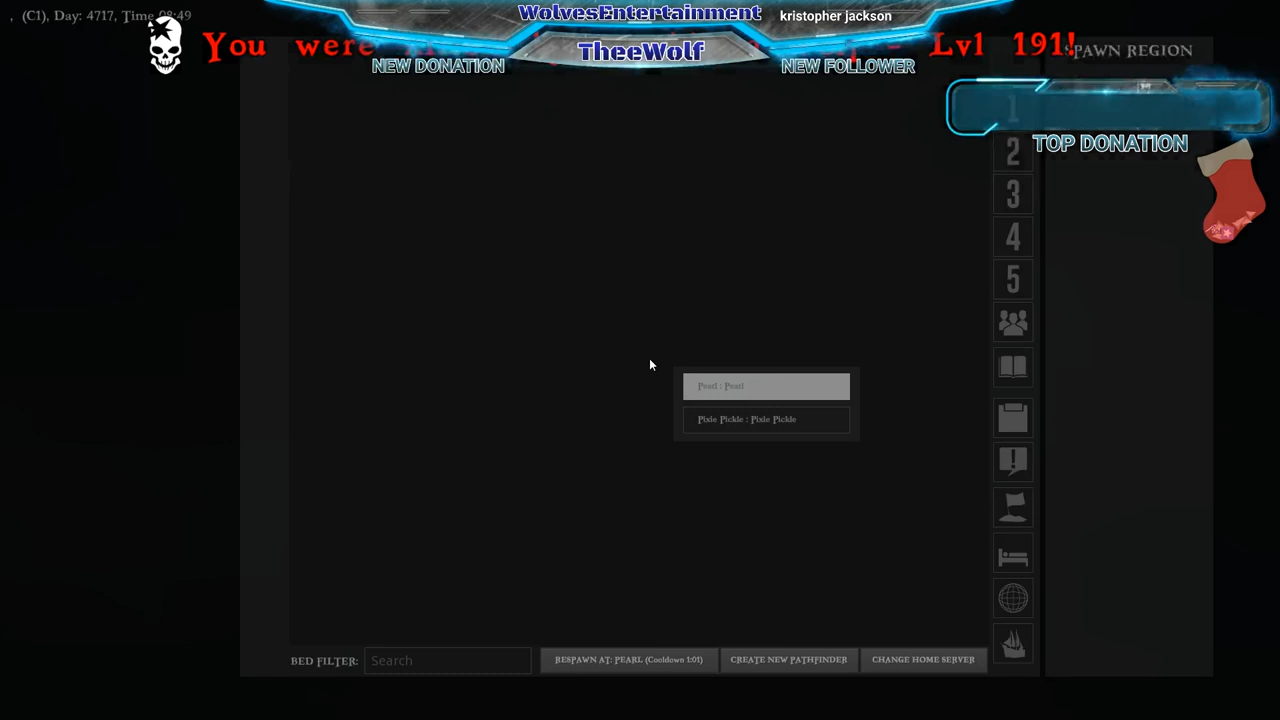 , (C1), Day: 4717, Time 08:49
WolvesEntertainment
kristopher jackson
You were
Lvl 191!
TheeWolf
SPAWN REGION
NEW DONATION
NEW FOLLOWER
1
TOP DONATION
2
3
4
5
Pearl : Pearl
Pixie Pickle : Pixie Pickle
BED FILTER:
Search
RESPAWN AT: PEARL (Cooldown 1:01)
CREATE NEW PATHFINDER
CHANGE HOME SERVER